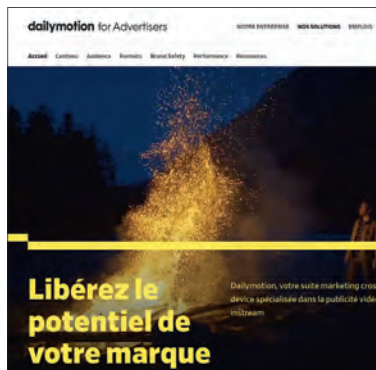 dailymotion for Advertisers
NOTRE ENTREPRISE NOS SOLUTIONS EMPLOIS
Accueil Contenu Audience Formats Brand Safety Performance Ressources
Libérez le
potentiel de
votre marque
Dailymotion, votre suite marketing cros
device spécialisée dans la publicité vidé
instream